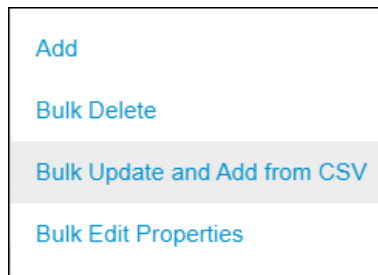 Add
Bulk Delete
Bulk Update and Add from CSV
Bulk Edit Properties